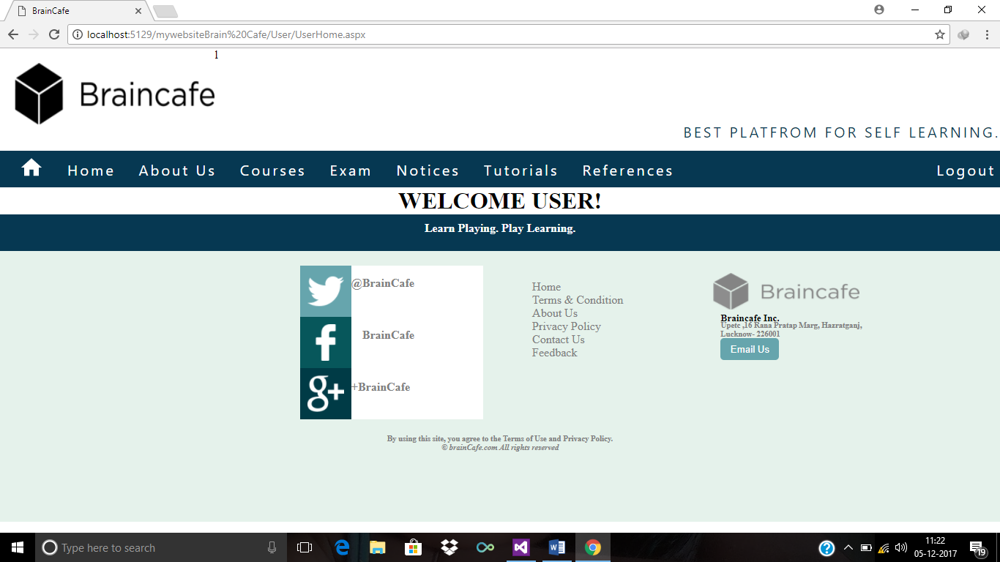 BrainCafe
localhost:5129/mywebsiteBrain%20Cafe/User/UserHome.aspx
1
Braincafe
BEST PLATFROM FOR SELF LEARNING.
Home About Us Courses Exam Notices Tutorials References Logout
WELCOME USER!
Learn Playing. Play Learning.
@BrainCafe
BrainCafe
+BrainCafe
Home
Terms & Condition
About Us
Privacy Policy
Contact Us
Feedback
Braincafe
Braincafe Inc.
Upetc ,16 Rana Pratap Marg, Hazratganj,
Lucknow- 226001
Email Us
By using this site, you agree to the Terms of Use and Privacy Policy.
© brainCafe.com All rights reserved
Type here to search
11:22
05-12-2017
19